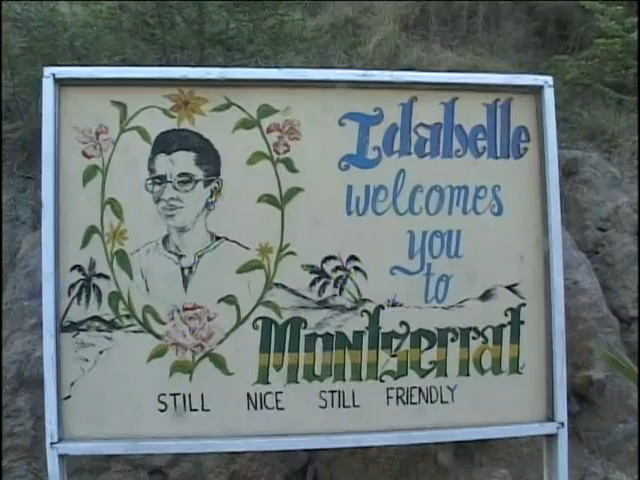 Idabelle
welcomes
you
to
Montserrat
STILL NICE STILL FRIENDLY